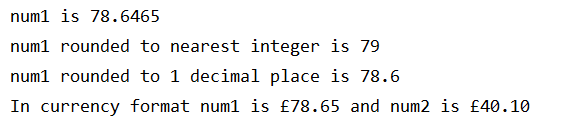 num1 is 78.6465
num1 rounded to nearest integer is 79
num1 rounded to 1 decimal place is 78.6
In currency format num1 is £78.65 and num2 is £40.10